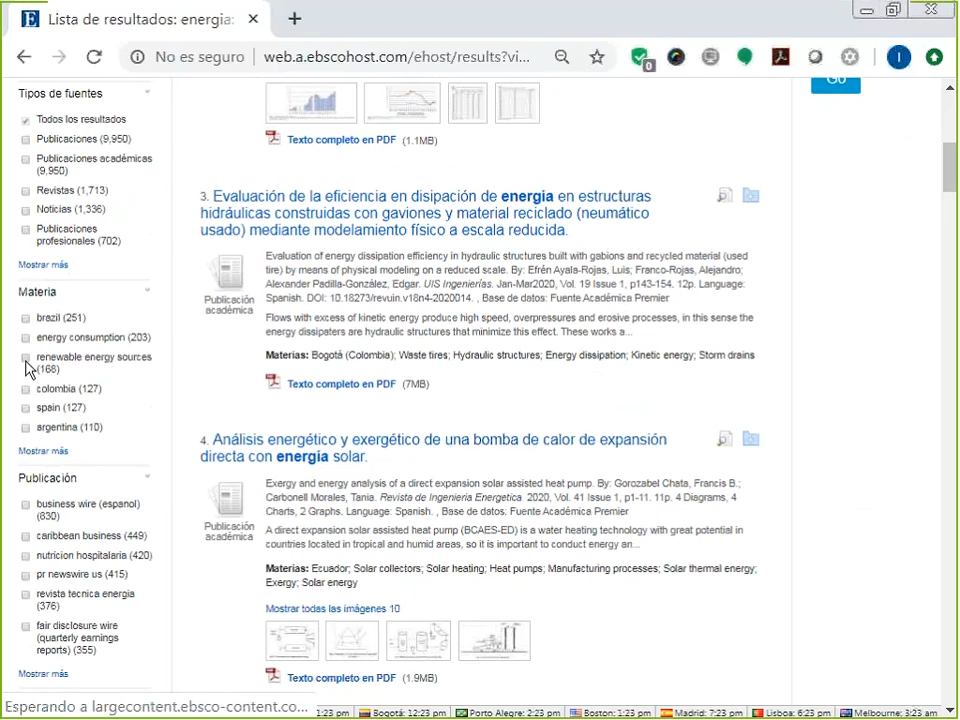 Lista de resultados: energia:
No es seguro
web.a.ebscohost.com/ehost/results?vi...
0
I
Tipos de fuentes
Todos los resultados
Publicaciones (9,950)
Publicaciones académicas
(9,950)
Revistas (1,713)
Noticias (1,336)
Publicaciones
profesionales (702)
Mostrar más
Materia
brazil (251)
energy consumption (203)
renewable energy sources
(168)
colombia (127)
spain (127)
argentina (110)
Mostrar más
Publicación
business wire (espanol)
(630)
caribbean business (449)
nutricion hospitalaria (420)
pr newswire us (415)
revista tecnica energia
(376)
fair disclosure wire
(quarterly earnings
reports) (355)
Mostrar más
Go
Texto completo en PDF (1.1MB)
3. Evaluación de la eficiencia en disipación de energía en estructuras
hidráulicas construidas con gaviones y material reciclado (neumático
usado) mediante modelamiento físico a escala reducida.
Publicación
académica
Evaluation of energy dissipation efficiency in hydraulic structures built with gabions and recycled material (used
tire) by means of physical modeling on a reduced scale. By: Efrén Ayala-Rojas, Luis; Franco-Rojas, Alejandro;
Alexander Padilla-González, Edgar. UIS Ingenierías. Jan-Mar2020, Vol. 19 Issue 1, p143-154. 12p. Language:
Spanish. DOI: 10.18273/revuin.v18n4-2020014. , Base de datos: Fuente Académica Premier
Flows with excess of kinetic energy produce high speed, overpressures and erosive processes, in this sense the
energy dissipaters are hydraulic structures that minimize this effect. These works a...
Materias: Bogotá (Colombia); Waste tires; Hydraulic structures; Energy dissipation; Kinetic energy; Storm drains
Texto completo en PDF (7MB)
4. Análisis energético y exergético de una bomba de calor de expansión
directa con energía solar.
Publicación
académica
Exergy and energy analysis of a direct expansion solar assisted heat pump. By: Gorozabel Chata, Francis B.;
Carbonell Morales, Tania. Revista de Ingenieria Energetica. 2020, Vol. 41 Issue 1, p1-11. 11p. 4 Diagrams, 4
Charts, 2 Graphs. Language: Spanish. , Base de datos: Fuente Académica Premier
A direct expansion solar assisted heat pump (BCAES-ED) is a water heating technology with great potential in
countries located in tropical and humid areas, so it is important to conduct energy an...
Materias: Ecuador; Solar collectors; Solar heating; Heat pumps; Manufacturing processes; Solar thermal energy;
Exergy; Solar energy
Mostrar todas las imágenes 10
Texto completo en PDF (1.9MB)
Esperando a largecontent.ebsco-content.co...
1:23 pm Bogotá: 12:23 pm Porto Alegre: 2:23 pm Boston: 1:23 pm Madrid: 7:23 pm Lisboa: 6:23 pm Melbourne: 3:23 am